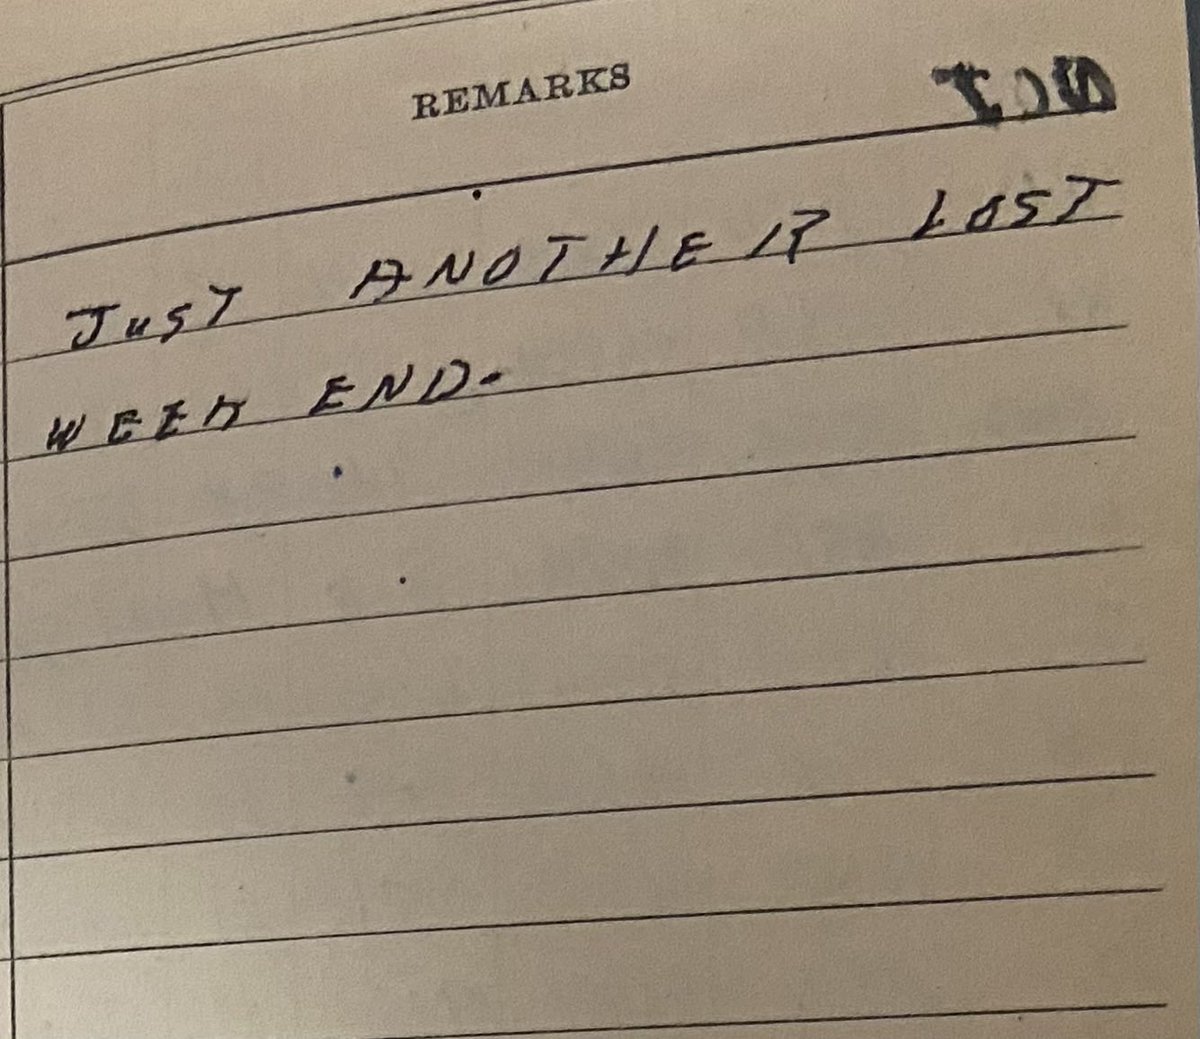 REMARKS
JUST ANOTHER LOST
WEEK END.